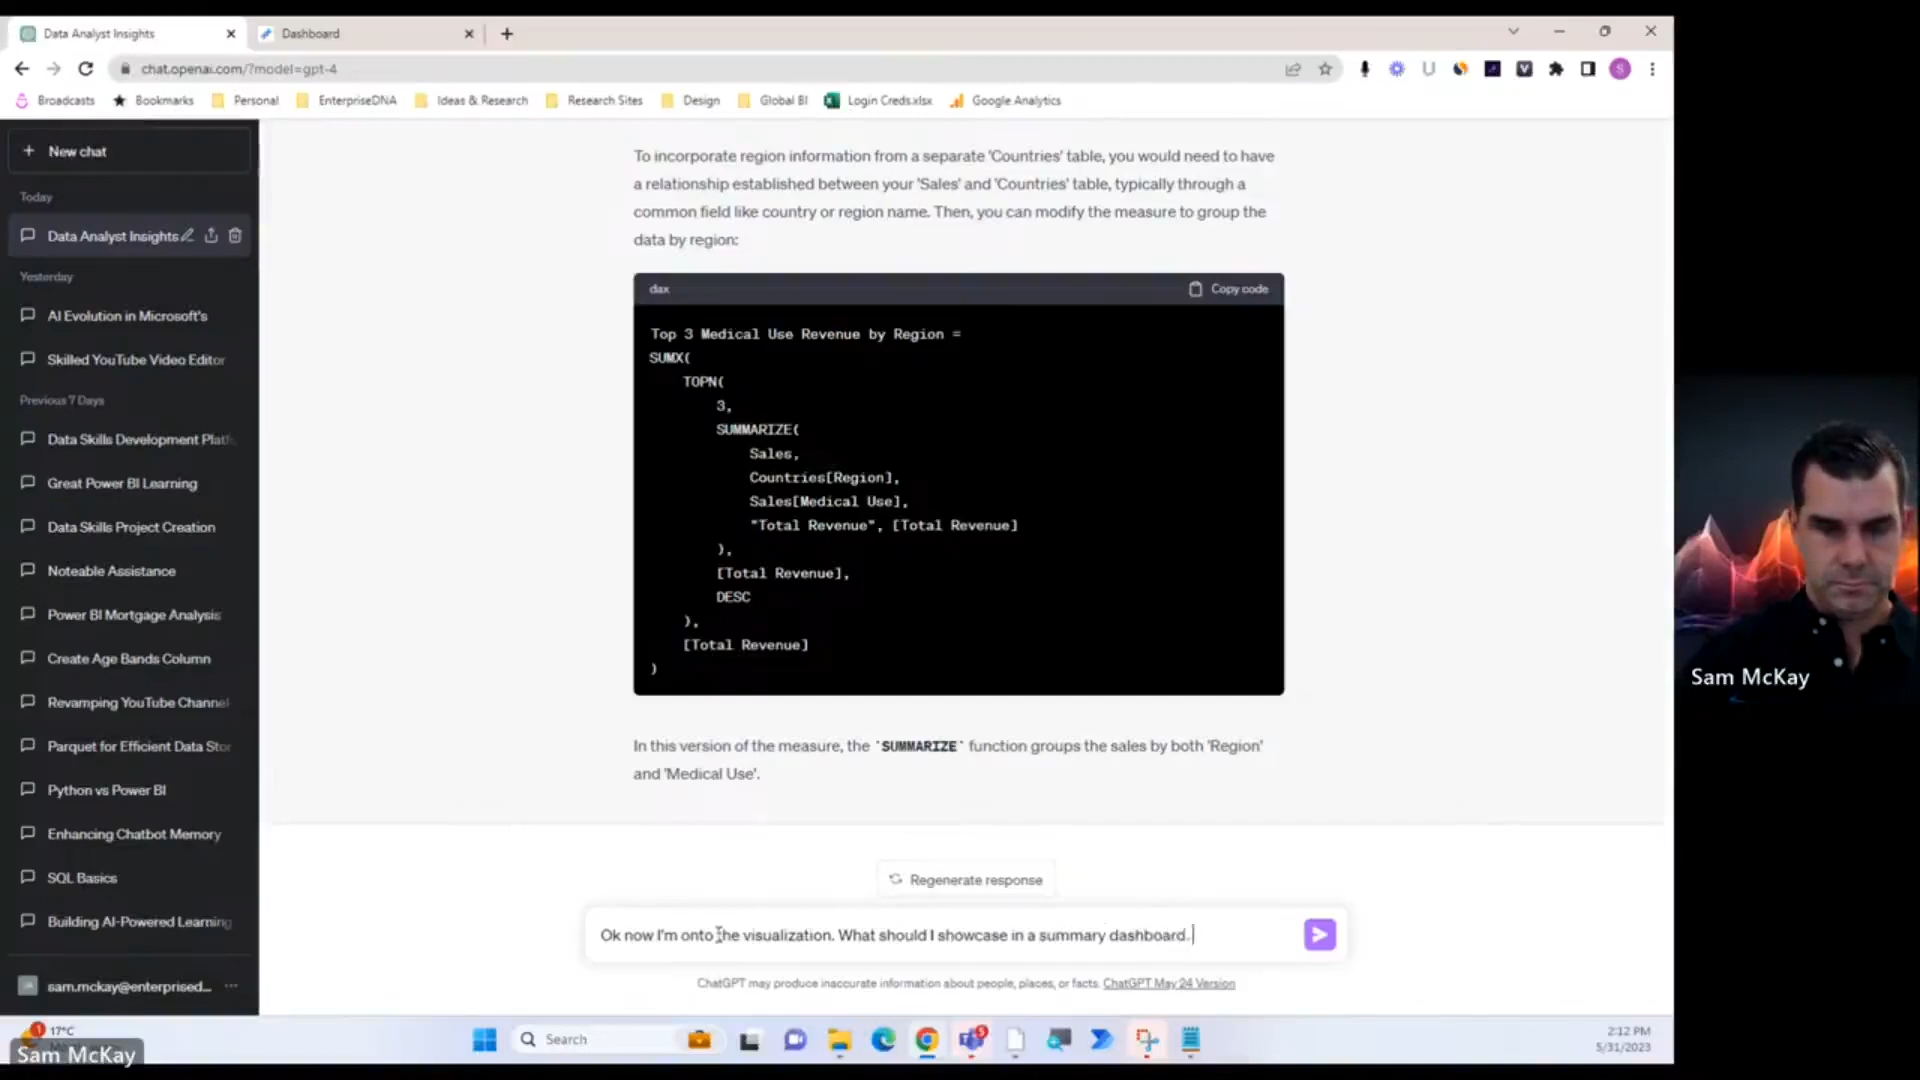 Data Analyst Insights
Dashboard
chat.openai.com/?model=gpt-4
Broadcasts
Bookmarks
Personal
EnterpriseDNA
Ideas & Research
Research Sites
Design
Global BI
Login Creds.xlsx
Google Analytics
New chat
Today
Data Analyst Insights
Yesterday
AI Evolution in Microsoft's
Skilled YouTube Video Editor
Previous 7 Days
Data Skills Development Platf
Great Power BI Learning
Data Skills Project Creation
Noteable Assistance
Power BI Mortgage Analysis
Create Age Bands Column
Revamping YouTube Channel
Parquet for Efficient Data Stor
Python vs Power BI
Enhancing Chatbot Memory
SQL Basics
Building AI-Powered Learning
sam.mckay@enterprised...
To incorporate region information from a separate 'Countries' table, you would need to have
a relationship established between your 'Sales' and 'Countries' table, typically through a
common field like country or region name. Then, you can modify the measure to group the
data by region:
dax
Copy code
Top 3 Medical Use Revenue by Region =
SUMX(
TOPN(
3,
SUMMARIZE(
Sales,
Countries[Region],
Sales[Medical Use],
"Total Revenue", [Total Revenue]
),
[Total Revenue],
DESC
),
[Total Revenue]
)
In this version of the measure, the `SUMMARIZE` function groups the sales by both 'Region'
and 'Medical Use'.
Regenerate response
Ok now I'm onto the visualization. What should I showcase in a summary dashboard.
ChatGPT may produce inaccurate information about people, places, or facts. ChatGPT May 24 Version
Sam McKay
1
17°C
Sam McKay
Search
5
2:12 PM
5/31/2023
S
U
V